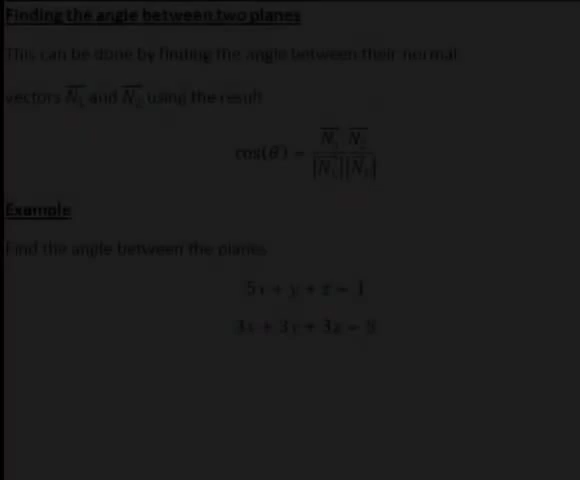 Finding the angle between two planes
This can be done by finding the angle between their normal
vectors N₁ and N₂ using the result
cos(θ) = N₁·N₂ / |N₁||N₂|
Example
Find the angle between the planes
5x + y + z = 1
3x + 3y + 3z = 5